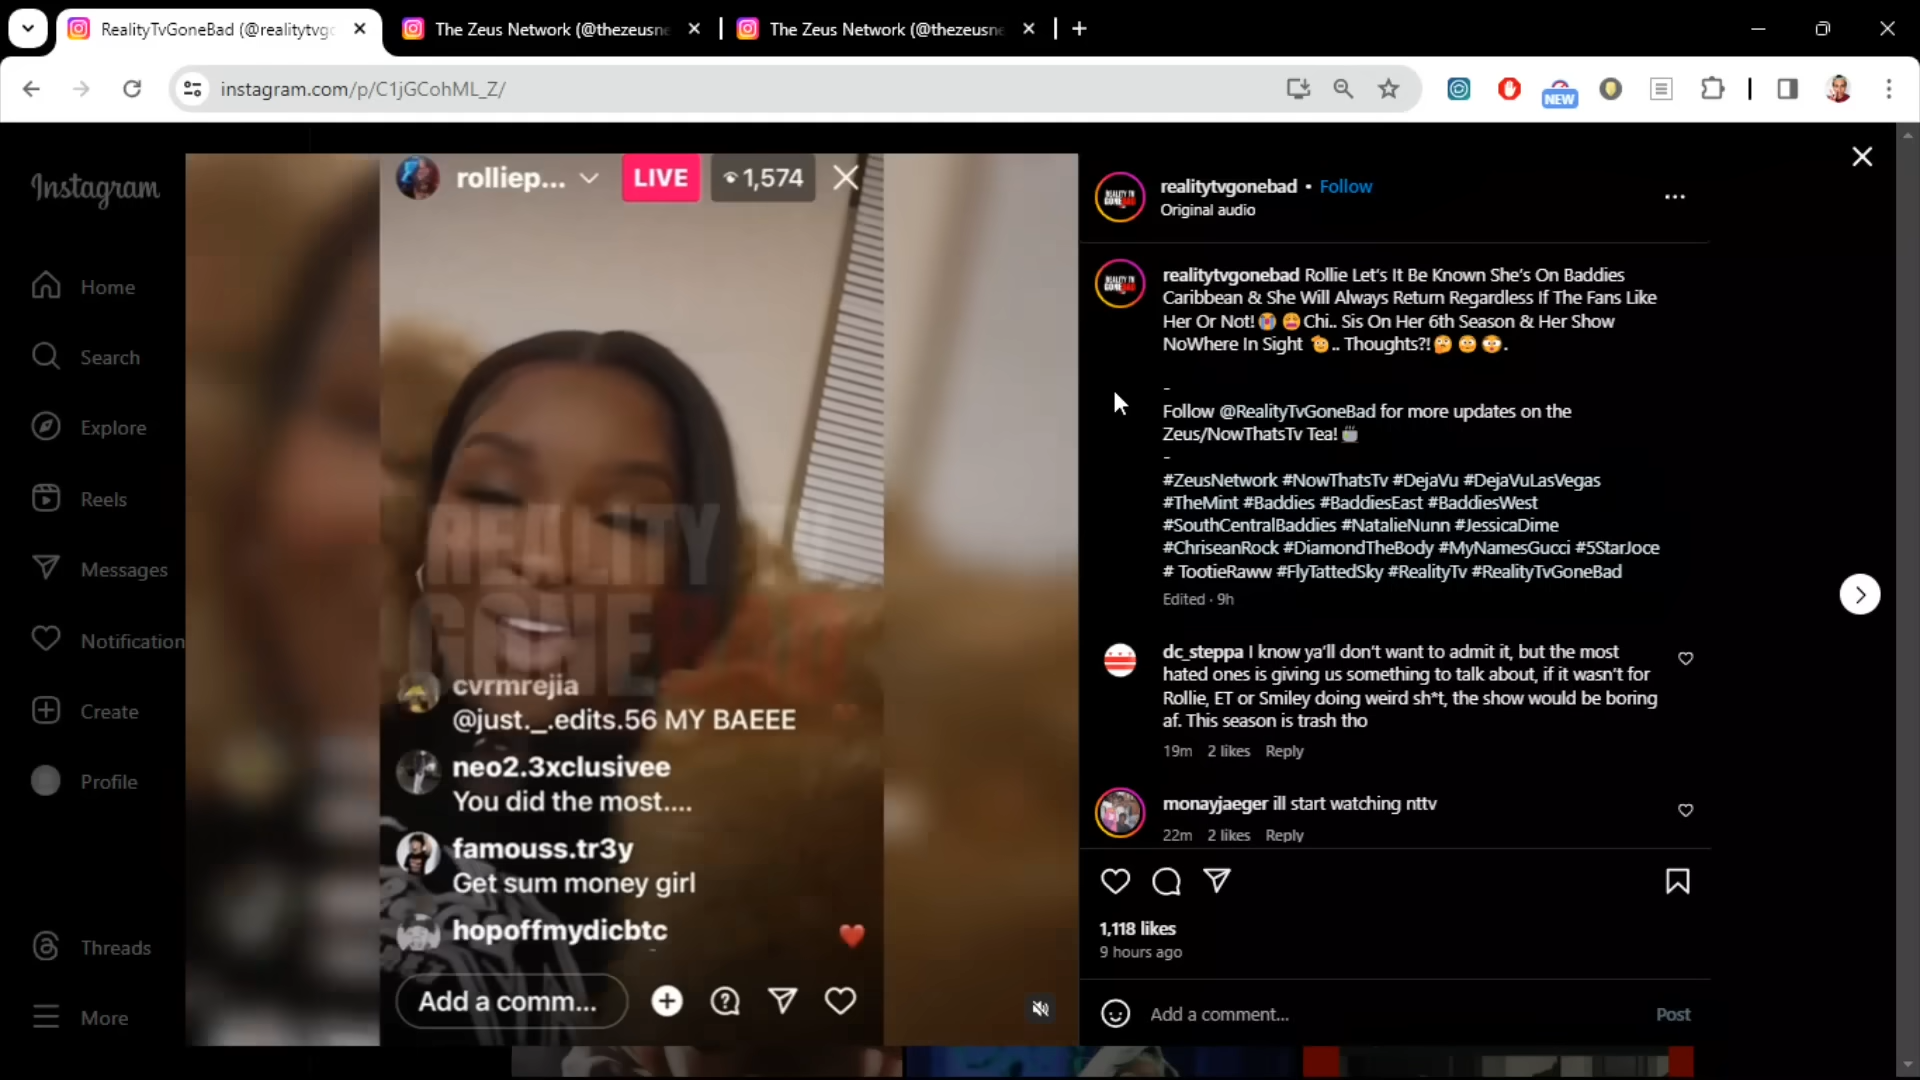 RealityTvGoneBad (@realitytvgc
The Zeus Network (@thezeusne
The Zeus Network (@thezeusne
instagram.com/p/C1jGCohML_Z/
NEW
Instagram
Home
Search
Explore
Reels
Messages
Notification
Create
Profile
Threads
More
rolliep...
LIVE
1,574
REALITY TV
GONEBAD
cvrmrejia
@just._.edits.56 MY BAEEE
neo2.3xclusivee
You did the most....
famouss.tr3y
Get sum money girl
hopoffmydicbtc
Add a comm...
realitytvgonebad • Follow
Original audio
realitytvgonebad Rollie Let's It Be Known She's On Baddies
Caribbean & She Will Always Return Regardless If The Fans Like
Her Or Not!😭 😩 Chi.. Sis On Her 6th Season & Her Show
NoWhere In Sight 🫡.. Thoughts?!🤔 😳 🤯.
-
Follow @RealityTvGoneBad for more updates on the
Zeus/NowThatsTv Tea!🍵
-
#ZeusNetwork #NowThatsTv #DejaVu #DejaVuLasVegas
#TheMint #Baddies #BaddiesEast #BaddiesWest
#SouthCentralBaddies #NatalieNunn #JessicaDime
#ChriseanRock #DiamondTheBody #MyNamesGucci #5StarJoce
# TootieRaww #FlyTattedSky #RealityTv #RealityTvGoneBad
Edited · 9h
dc_steppa I know ya'll don't want to admit it, but the most
hated ones is giving us something to talk about, if it wasn't for
Rollie, ET or Smiley doing weird sh*t, the show would be boring
af. This season is trash tho
19m 2 likes Reply
monayjaeger ill start watching nttv
22m 2 likes Reply
1,118 likes
9 hours ago
Add a comment...
Post